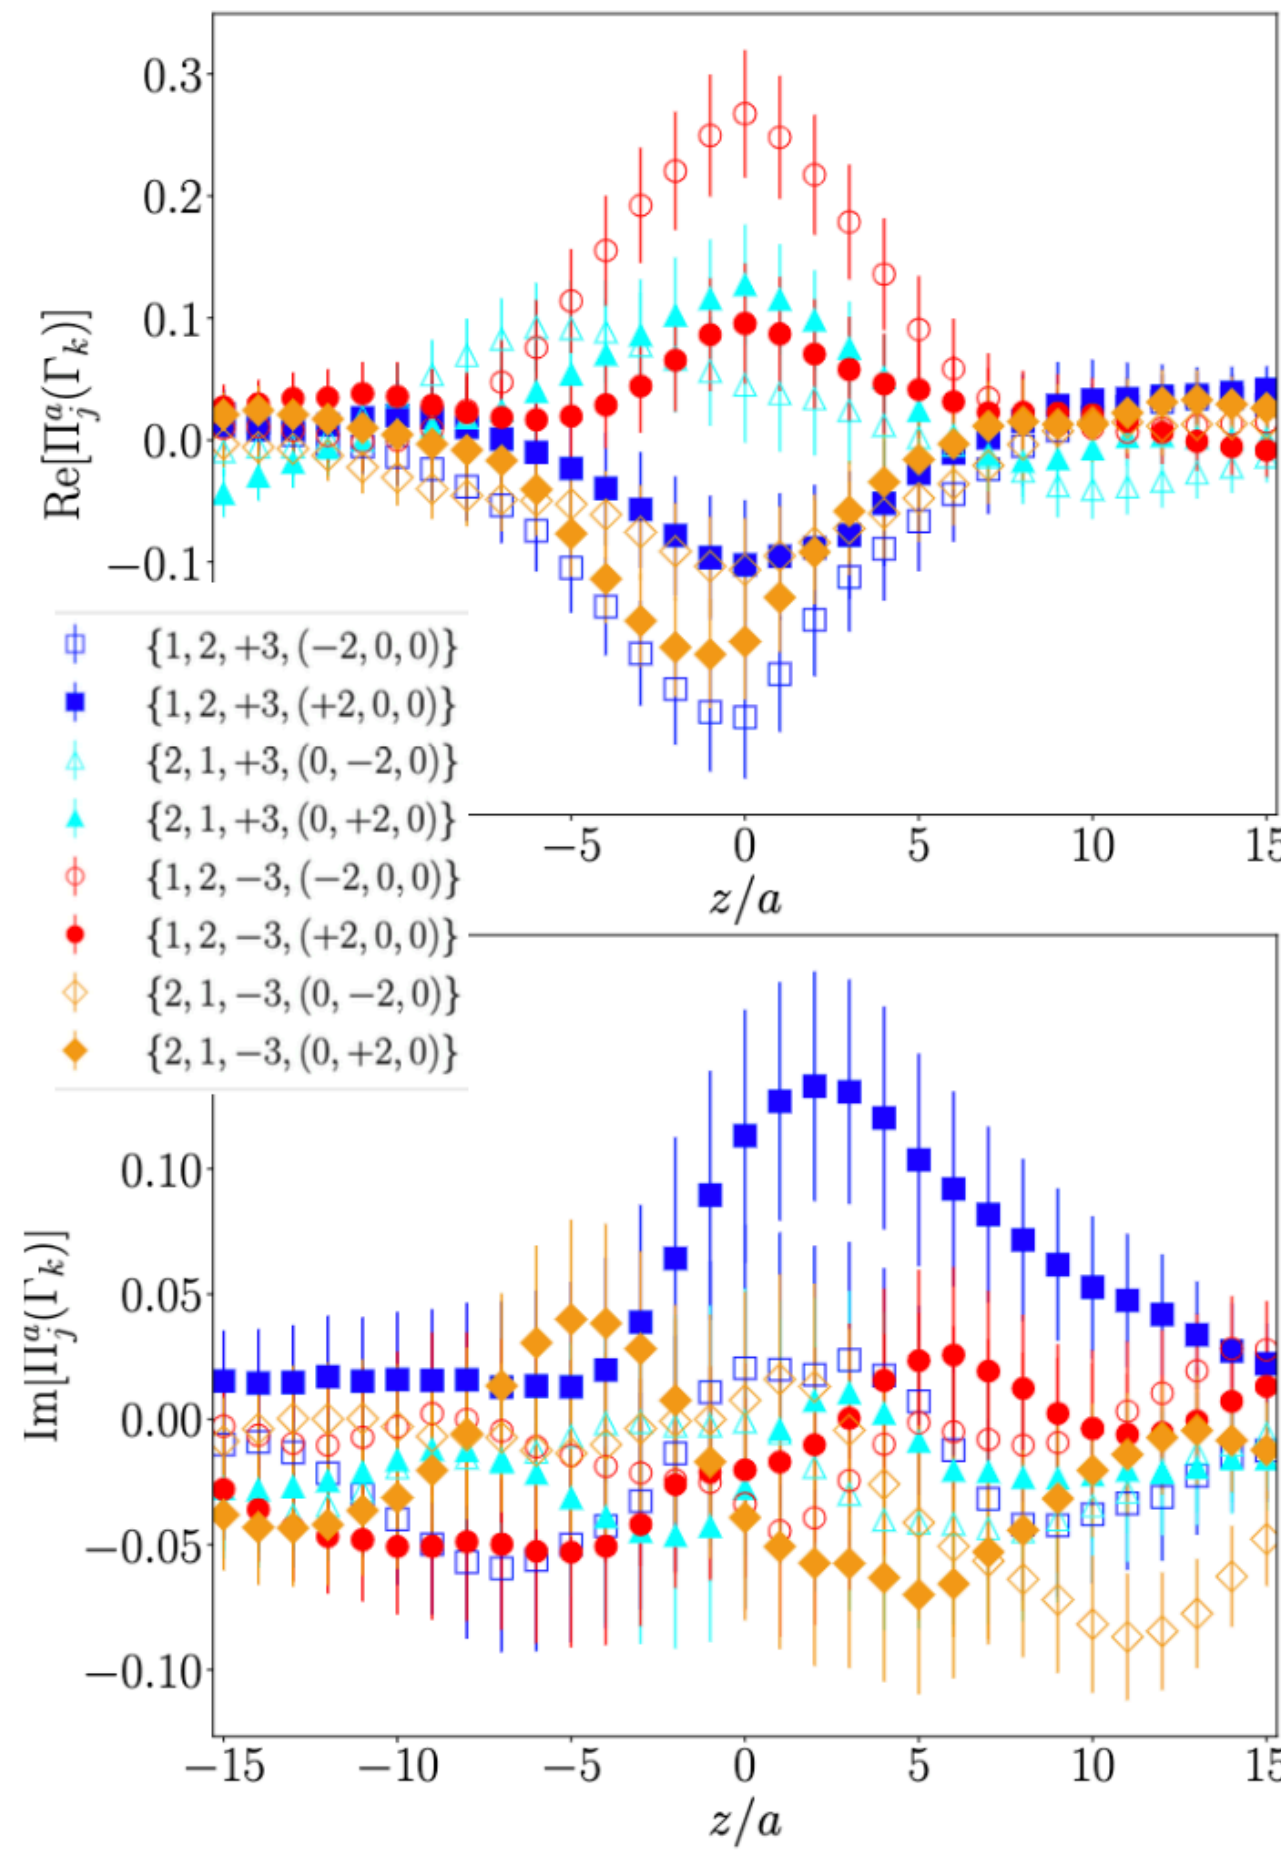 0.3
0.2
0.1
0.0
−0.1
Re[Π_j^a(Γ_k)]
−5 0 5 10 15
z/a
{1, 2, +3, (−2, 0, 0)}
{1, 2, +3, (+2, 0, 0)}
{2, 1, +3, (0, −2, 0)}
{2, 1, +3, (0, +2, 0)}
{1, 2, −3, (−2, 0, 0)}
{1, 2, −3, (+2, 0, 0)}
{2, 1, −3, (0, −2, 0)}
{2, 1, −3, (0, +2, 0)}
0.10
0.05
0.00
−0.05
−0.10
Im[Π_j^a(Γ_k)]
−15 −10 −5 0 5 10 15
z/a